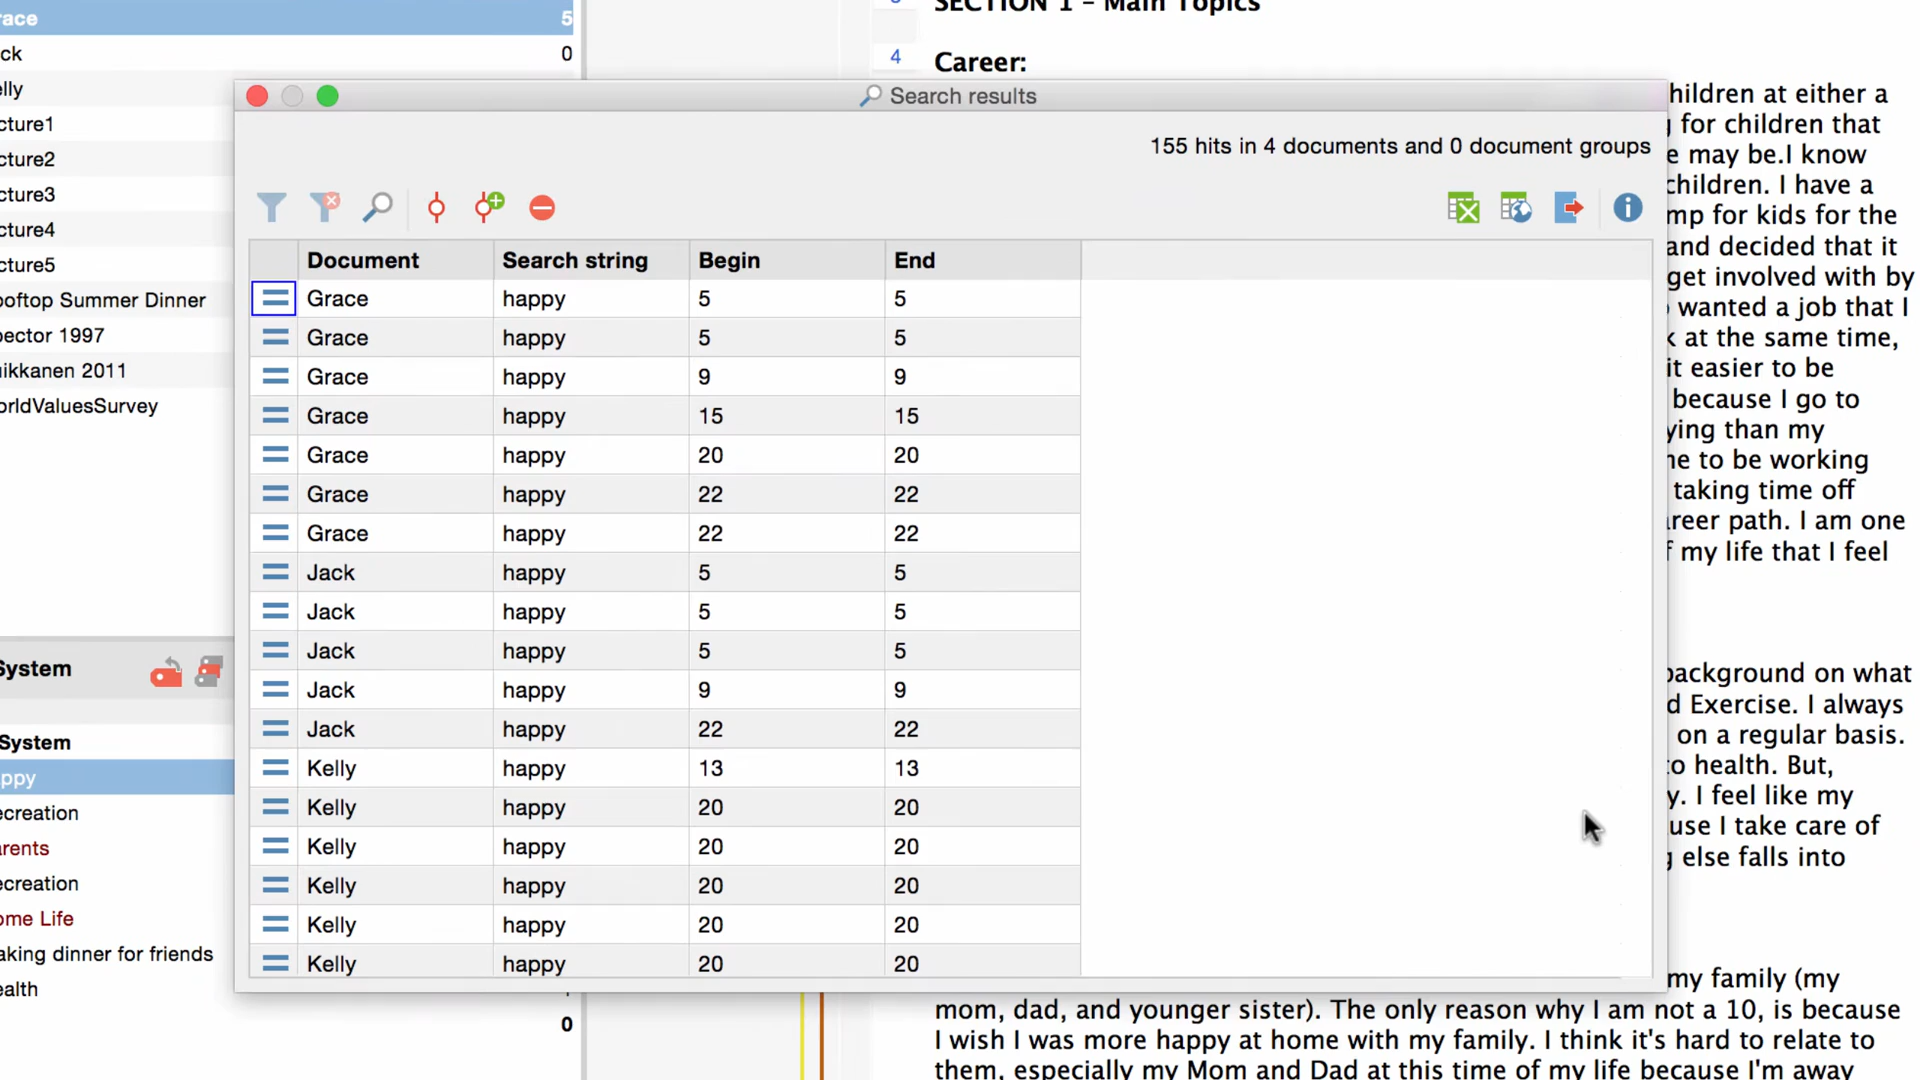 race 5
ck 0
lly
cture1
cture2
cture3
cture4
cture5
ooftop Summer Dinner
pector 1997
uikkanen 2011
orldValuesSurvey
System
System
ppy
ecreation
arents
ecreation
ome Life
aking dinner for friends
ealth
0
SECTION 1 – Main Topics
4 Career:
Search results
155 hits in 4 documents and 0 document groups
Document Search string Begin End
Grace happy 5 5
Grace happy 5 5
Grace happy 9 9
Grace happy 15 15
Grace happy 20 20
Grace happy 22 22
Grace happy 22 22
Jack happy 5 5
Jack happy 5 5
Jack happy 5 5
Jack happy 9 9
Jack happy 22 22
Kelly happy 13 13
Kelly happy 20 20
Kelly happy 20 20
Kelly happy 20 20
Kelly happy 20 20
Kelly happy 20 20
hildren at either a
for children that
e may be.I know
children. I have a
mp for kids for the
and decided that it
get involved with by
wanted a job that I
k at the same time,
it easier to be
because I go to
ying than my
ne to be working
taking time off
areer path. I am one
f my life that I feel
background on what
d Exercise. I always
on a regular basis.
to health. But,
y. I feel like my
use I take care of
g else falls into
my family (my
mom, dad, and younger sister). The only reason why I am not a 10, is because
I wish I was more happy at home with my family. I think it's hard to relate to
them, especially my Mom and Dad at this time of my life because I'm away